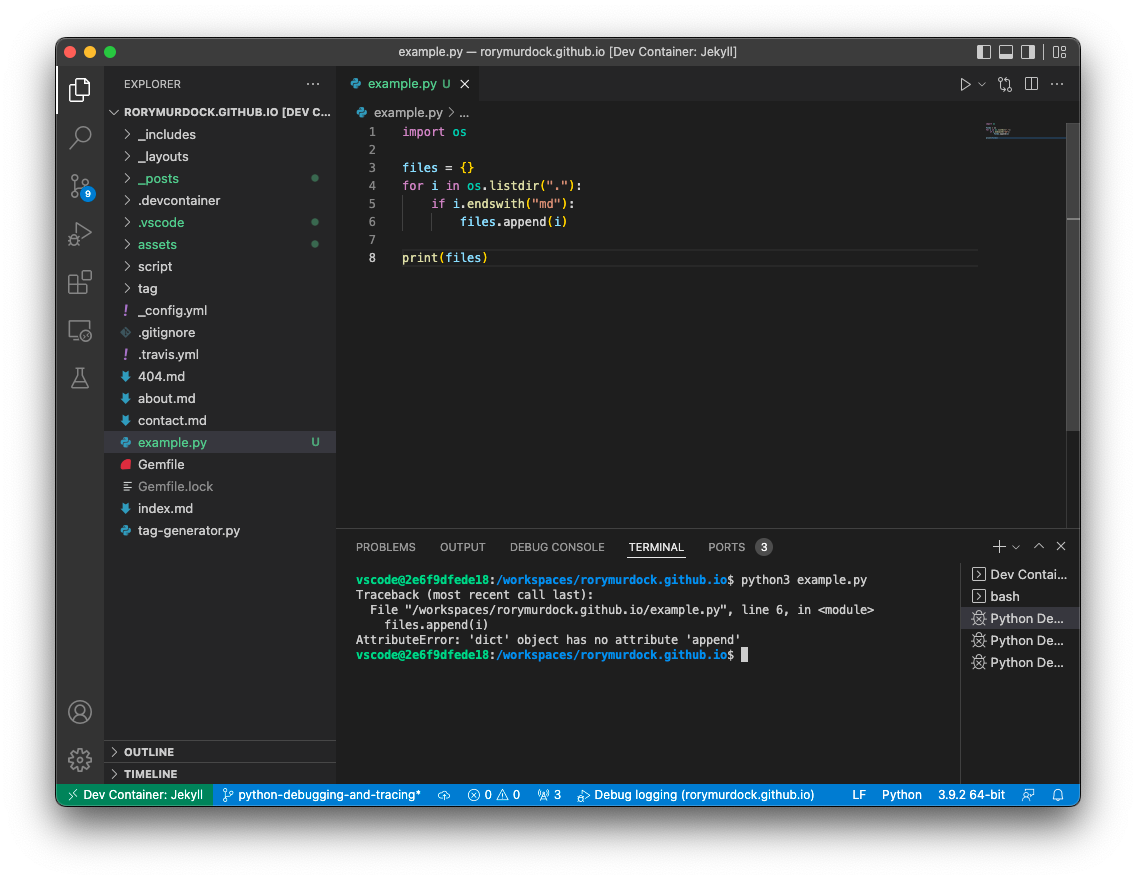 example.py — rorymurdock.github.io [Dev Container: Jekyll]
EXPLORER
RORYMURDOCK.GITHUB.IO [DEV C...
_includes
_layouts
_posts
.devcontainer
.vscode
assets
script
tag
! _config.yml
.gitignore
! .travis.yml
404.md
about.md
contact.md
example.py U
Gemfile
Gemfile.lock
index.md
tag-generator.py
OUTLINE
TIMELINE
9
example.py U
example.py > ...
1 import os
2
3 files = {}
4 for i in os.listdir("."):
5     if i.endswith("md"):
6         files.append(i)
7
8 print(files)
PROBLEMS OUTPUT DEBUG CONSOLE TERMINAL PORTS 3
vscode@2e6f9dfede18:/workspaces/rorymurdock.github.io$ python3 example.py
Traceback (most recent call last):
  File "/workspaces/rorymurdock.github.io/example.py", line 6, in <module>
    files.append(i)
AttributeError: 'dict' object has no attribute 'append'
vscode@2e6f9dfede18:/workspaces/rorymurdock.github.io$
Dev Contai...
bash
Python De...
Python De...
Python De...
Dev Container: Jekyll python-debugging-and-tracing* 0 0 3 Debug logging (rorymurdock.github.io) LF Python 3.9.2 64-bit